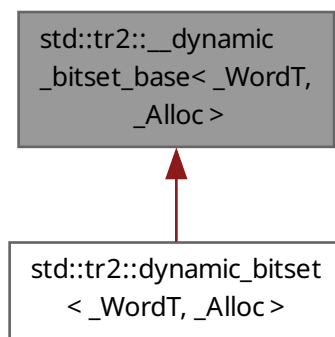 std::tr2::__dynamic
_bitset_base< _WordT,
_Alloc >
std::tr2::dynamic_bitset
< _WordT, _Alloc >